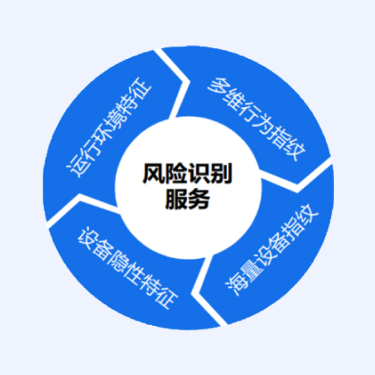 风险识别
服务
多维行为指纹
海量设备指纹
设备隐性特征
运行环境特征